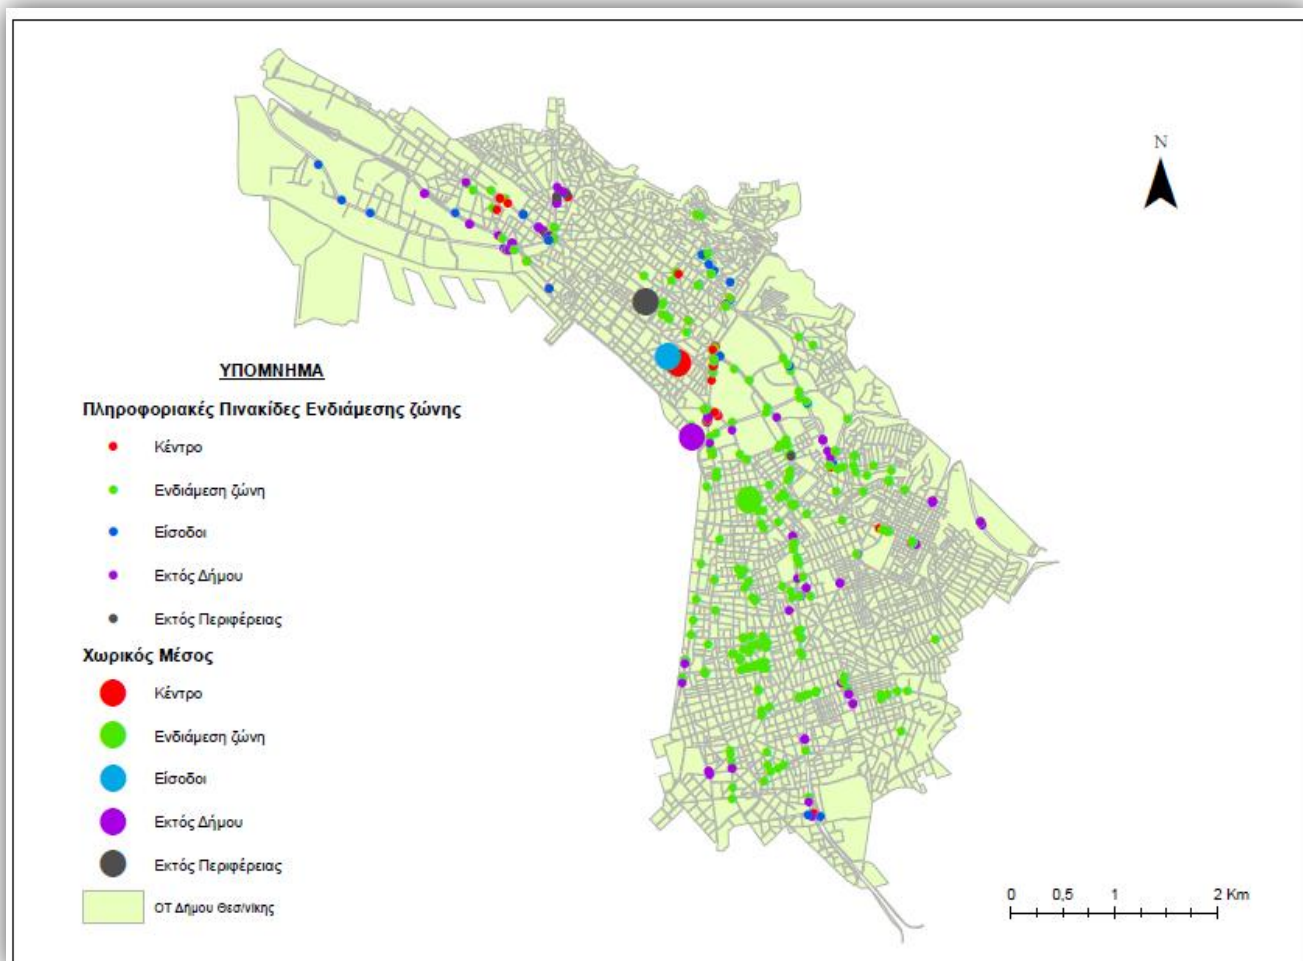 N
ΥΠΟΜΝΗΜΑ
Πληροφοριακές Πινακίδες Ενδιάμεσης ζώνης
Κέντρο
Ενδιάμεση ζώνη
Είσοδοι
Εκτός Δήμου
Εκτός Περιφέρειας
Χωρικός Μέσος
Κέντρο
Ενδιάμεση ζώνη
Είσοδοι
Εκτός Δήμου
Εκτός Περιφέρειας
ΟΤ Δήμου Θεσ/νίκης
0 0,5 1 2 Km